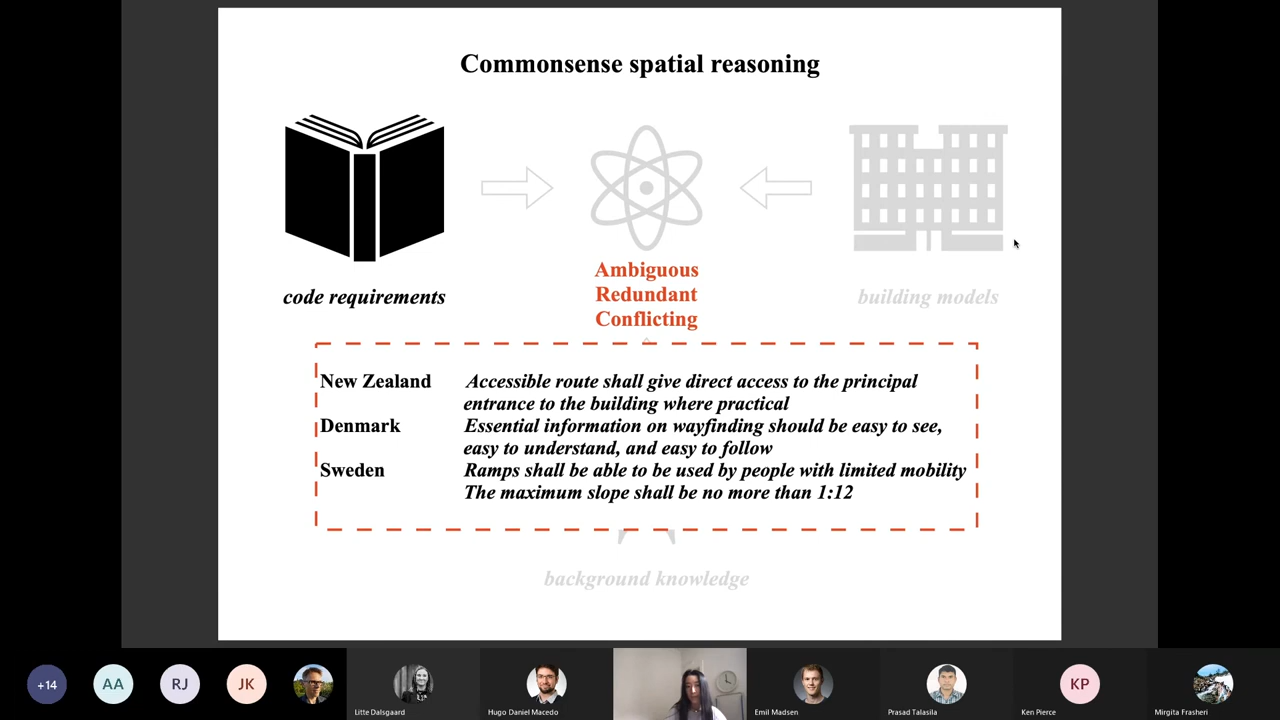 Commonsense spatial reasoning
code requirements
Ambiguous
Redundant
Conflicting
building models
New Zealand Accessible route shall give direct access to the principal
entrance to the building where practical
Denmark Essential information on wayfinding should be easy to see,
easy to understand, and easy to follow
Sweden Ramps shall be able to be used by people with limited mobility
The maximum slope shall be no more than 1:12
background knowledge
+14 AA RJ JK KP
Litte Dalsgaard Hugo Daniel Macedo Emil Madsen Prasad Talasila Ken Pierce Mirgita Frasheri